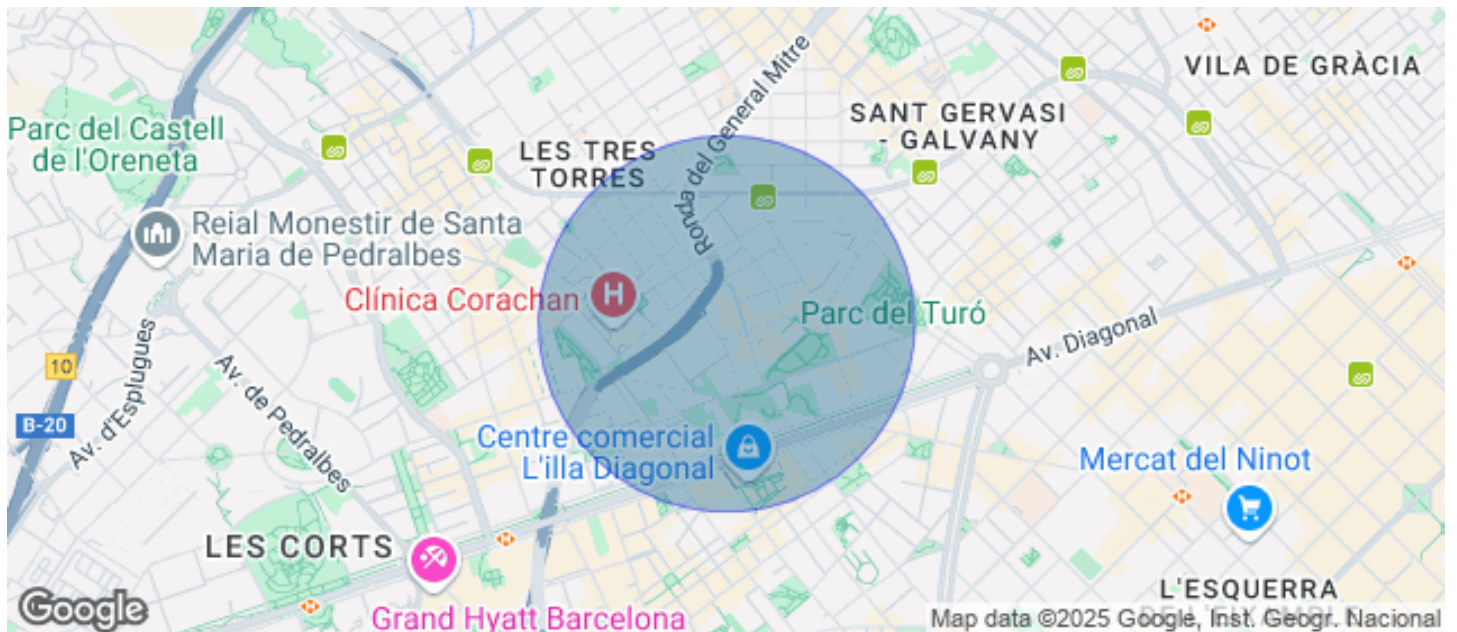 VILA DE GRÀCIA
Ronda del General Mitre
SANT GERVASI
- GALVANY
Parc del Castell
de l'Oreneta
LES TRES
TORRES
Reial Monestir de Santa
Maria de Pedralbes
Clínica Corachan
H
Parc del Turó
Av. Diagonal
10
B-20
Av. d'Esplugues
Av. de Pedralbes
Centre comercial
L'illa Diagonal
Mercat del Ninot
LES CORTS
L'ESQUERRA
DE L'EIXAMPLE
Grand Hyatt Barcelona
Google
Map data ©2025 Google, Inst. Geogr. Nacional